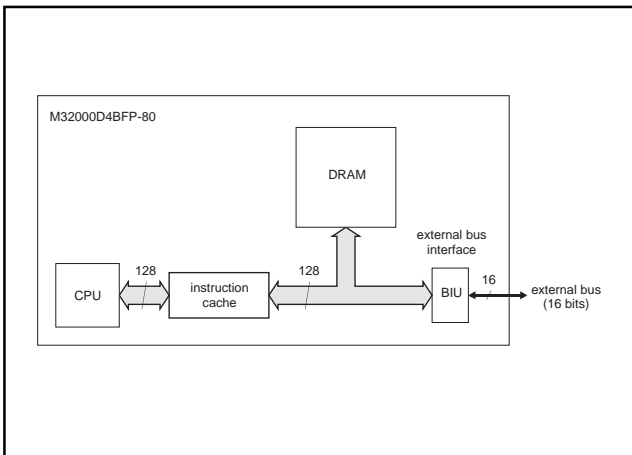 M32000D4BFP-80
DRAM
external bus
interface
128
128
16
CPU
instruction
cache
BIU
external bus
(16 bits)